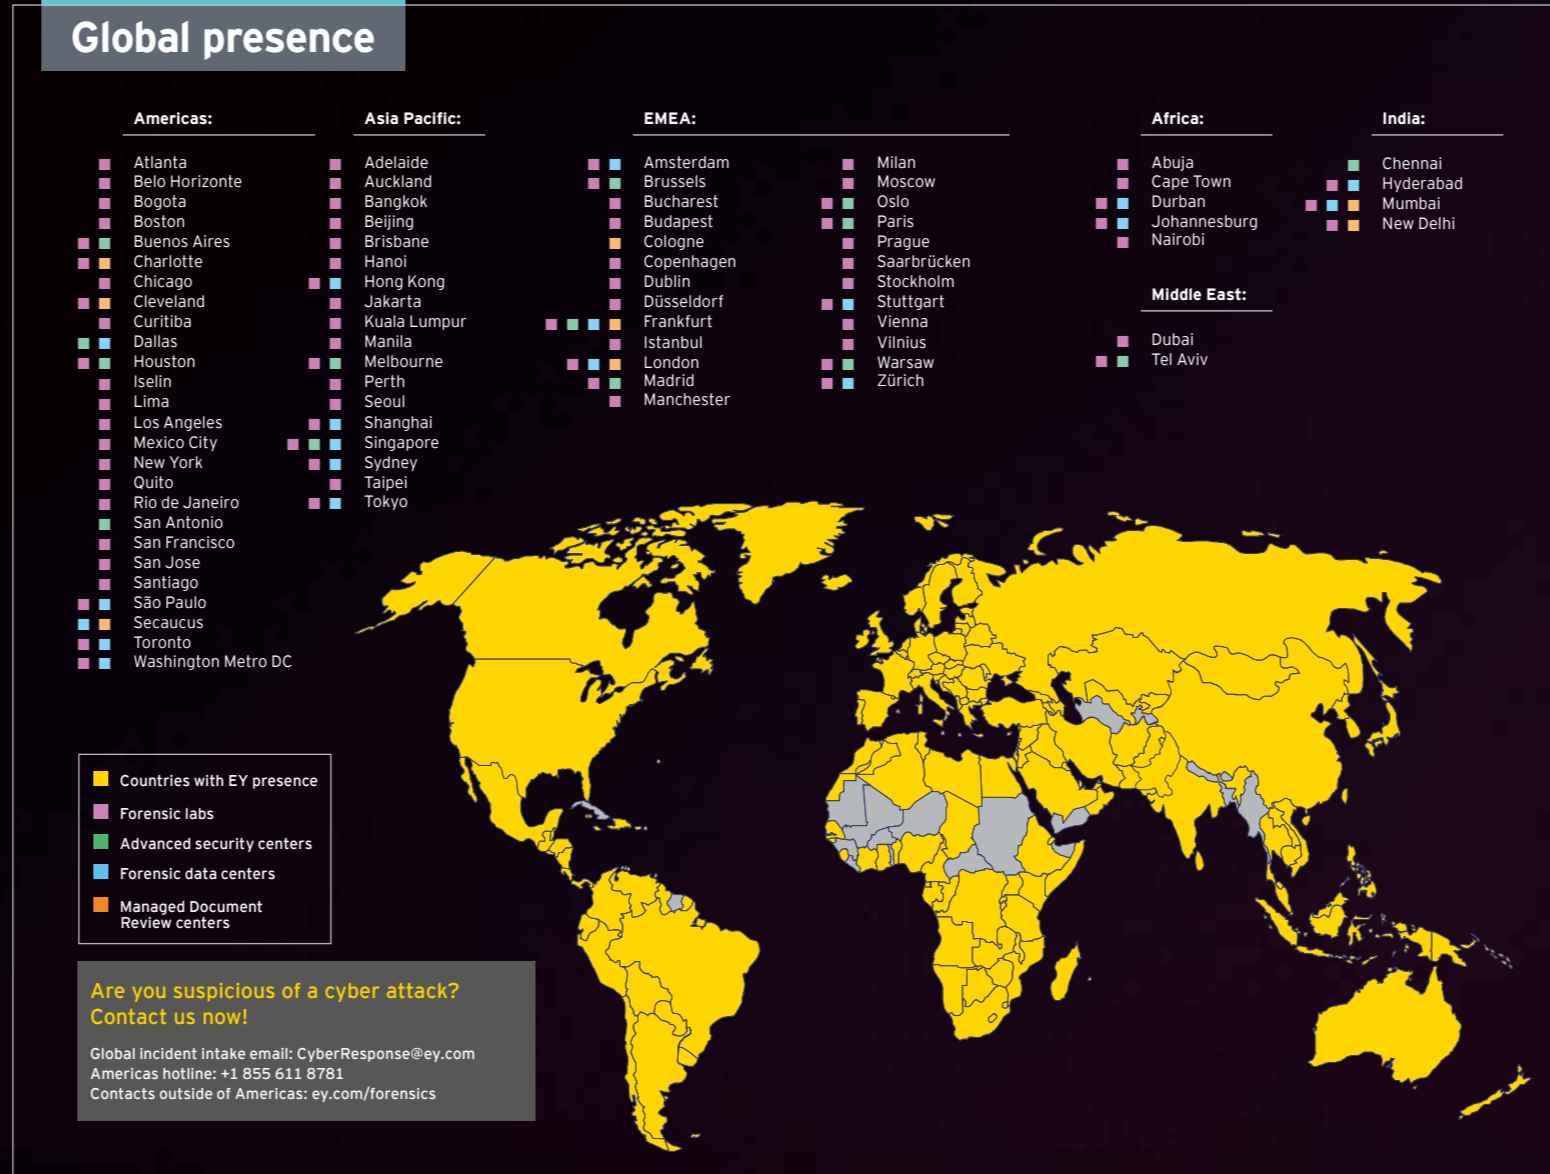 Global presence
Americas:
Atlanta
Belo Horizonte
Bogota
Boston
Buenos Aires
Charlotte
Chicago
Cleveland
Curitiba
Dallas
Houston
Iselin
Lima
Los Angeles
Mexico City
New York
Quito
Rio de Janeiro
San Antonio
San Francisco
San Jose
Santiago
São Paulo
Secaucus
Toronto
Washington Metro DC
Asia Pacific:
Adelaide
Auckland
Bangkok
Beijing
Brisbane
Hanoi
Hong Kong
Jakarta
Kuala Lumpur
Manila
Melbourne
Perth
Seoul
Shanghai
Singapore
Sydney
Taipei
Tokyo
EMEA:
Amsterdam
Brussels
Bucharest
Budapest
Cologne
Copenhagen
Dublin
Düsseldorf
Frankfurt
Istanbul
London
Madrid
Manchester
Milan
Moscow
Oslo
Paris
Prague
Saarbrücken
Stockholm
Stuttgart
Vienna
Vilnius
Warsaw
Zürich
Africa:
Abuja
Cape Town
Durban
Johannesburg
Nairobi
Middle East:
Dubai
Tel Aviv
India:
Chennai
Hyderabad
Mumbai
New Delhi
Countries with EY presence
Forensic labs
Advanced security centers
Forensic data centers
Managed Document
Review centers
Are you suspicious of a cyber attack?
Contact us now!
Global incident intake email: CyberResponse@ey.com
Americas hotline: +1 855 611 8781
Contacts outside of Americas: ey.com/forensics